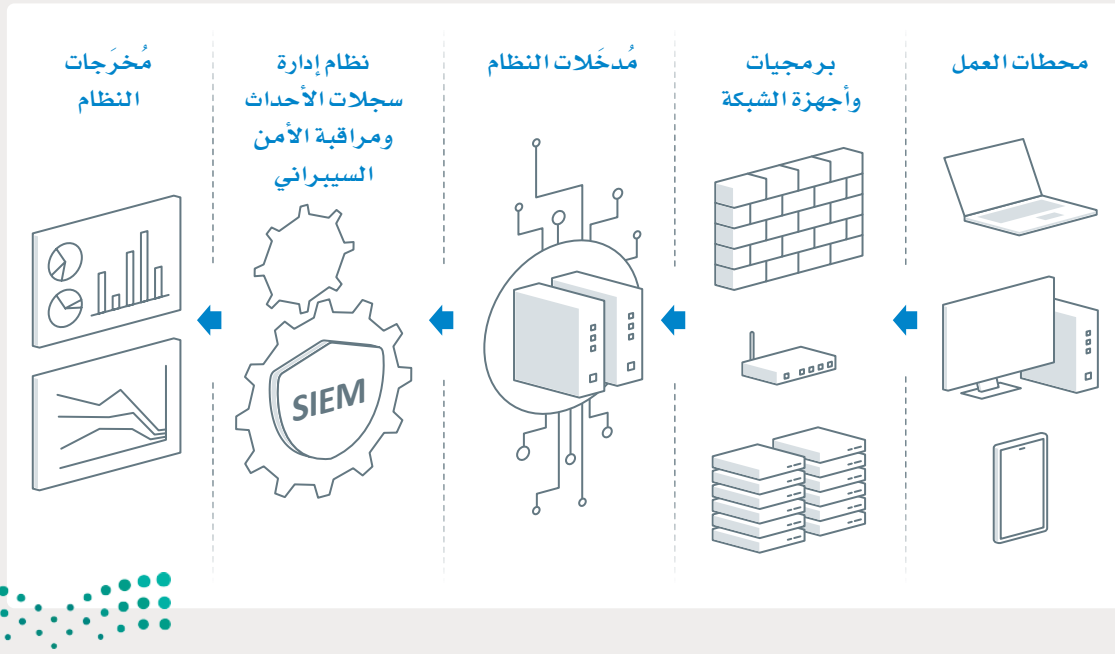 محطات العمل
برمجيات
وأجهزة الشبكة
مُدخَلات النظام
نظام إدارة
سجلات الأحداث
ومراقبة الأمن
السيبراني
SIEM
مُخرَجات
النظام